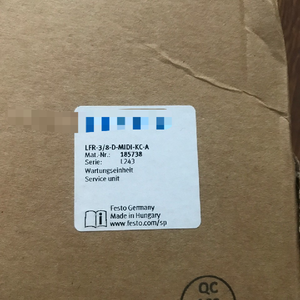 LFR-3/8-D-MIDI-KC-A
Mat.-Nr.: 185738
Serie: L243
Wartungseinheit
Service unit
Festo Germany
Made in Hungary
www.festo.com/sp
QC